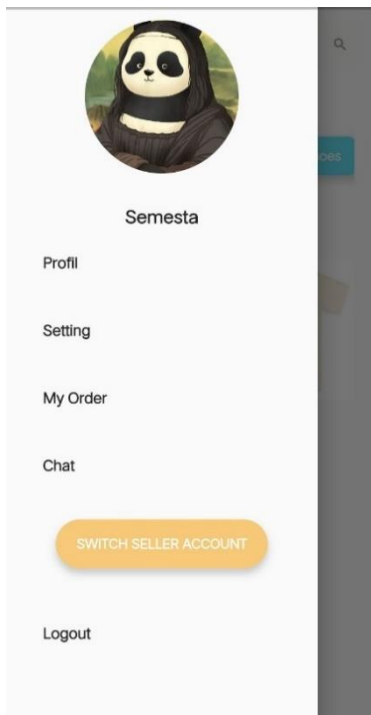 Semesta
Profil
Setting
My Order
Chat
SWITCH SELLER ACCOUNT
Logout